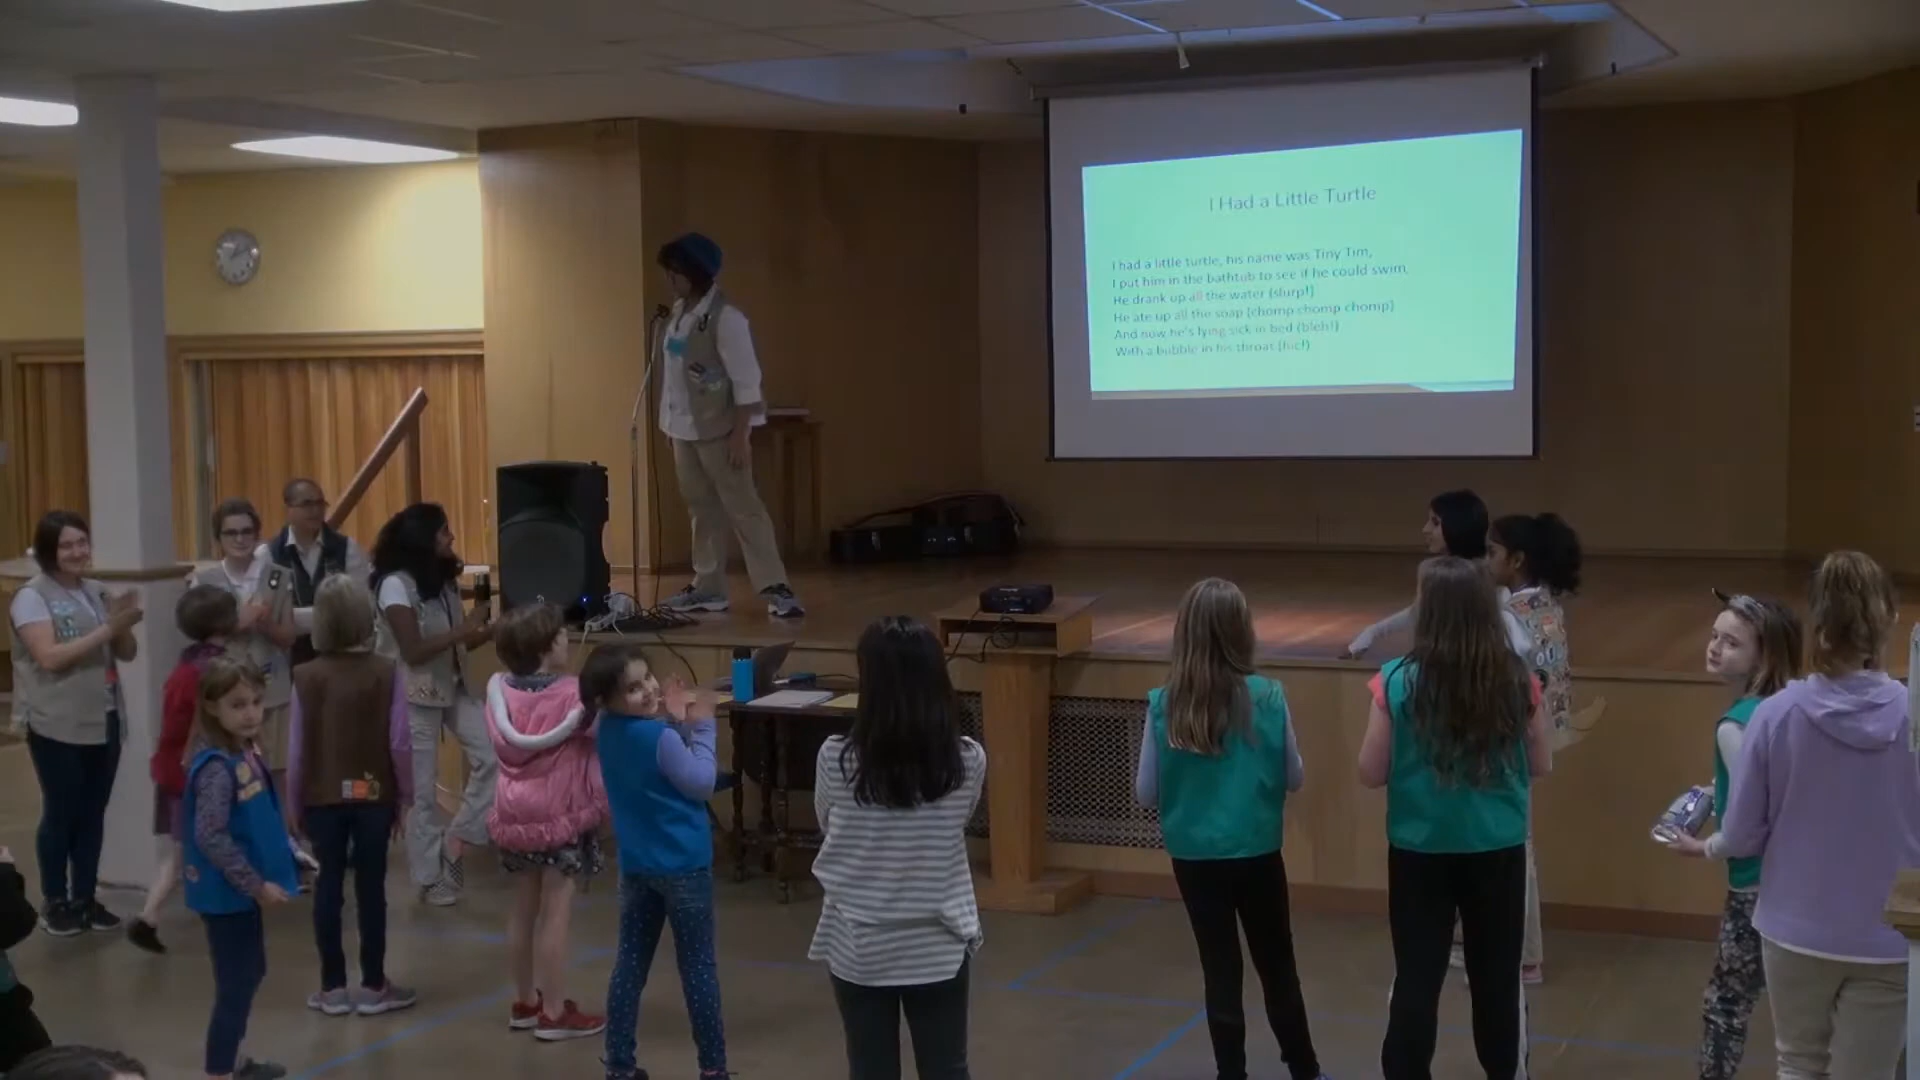 I Had a Little Turtle
I had a little turtle, his name was Tiny Tim,
I put him in the bathtub to see if he could swim,
He drank up all the water (slurp!)
He ate up all the soap (chomp chomp chomp)
And now he's lying sick in bed (bleh!)
With a bubble in his throat (hic!)